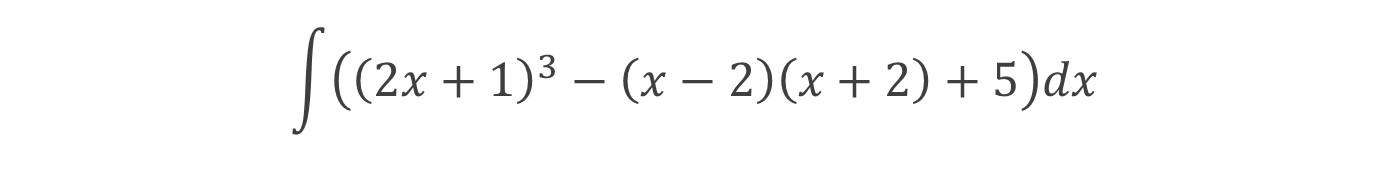 ∫((2x + 1)³ − (x − 2)(x + 2) + 5)dx